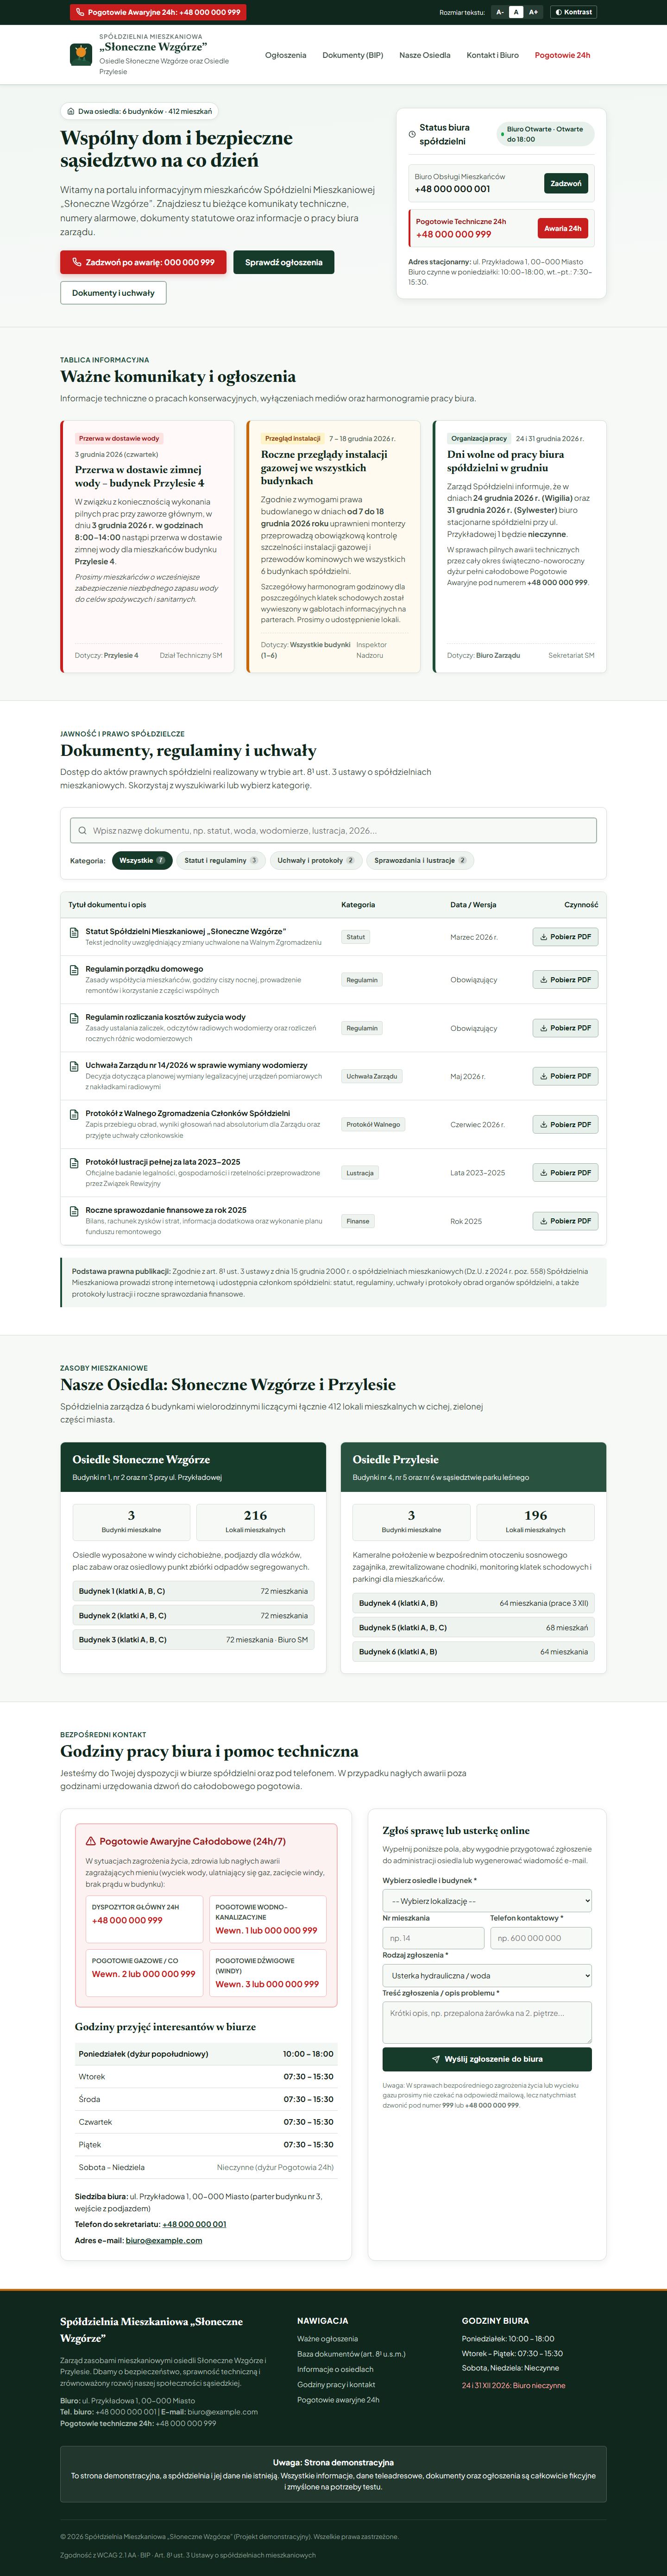 Pogotowie Awaryjne 24h: +48 000 000 999
Rozmiar tekstu:
A-
A
A+
Kontrast
SPÓŁDZIELNIA MIESZKANIOWA
„Słoneczne Wzgórze”
Osiedle Słoneczne Wzgórze oraz Osiedle
Przylesie
Ogłoszenia
Dokumenty (BIP)
Nasze Osiedla
Kontakt i Biuro
Pogotowie 24h
Dwa osiedla: 6 budynków · 412 mieszkań
Wspólny dom i bezpieczne
sąsiedztwo na co dzień
Witamy na portalu informacyjnym mieszkańców Spółdzielni Mieszkaniowej
„Słoneczne Wzgórze”. Znajdziesz tu bieżące komunikaty techniczne,
numery alarmowe, dokumenty statutowe oraz informacje o pracy biura
zarządu.
Zadzwoń po awarię: 000 000 999
Sprawdź ogłoszenia
Dokumenty i uchwały
Status biura
spółdzielni
Biuro Otwarte · Otwarte
do 18:00
Biuro Obsługi Mieszkańców
+48 000 000 001
Zadzwoń
Pogotowie Techniczne 24h
+48 000 000 999
Awaria 24h
Adres stacjonarny: ul. Przykładowa 1, 00-000 Miasto
Biuro czynne w poniedziałki: 10:00–18:00, wt.-pt.: 7:30–
15:30.
TABLICA INFORMACYJNA
Ważne komunikaty i ogłoszenia
Informacje techniczne o pracach konserwacyjnych, wyłączeniach mediów oraz harmonogramie pracy biura.
Przerwa w dostawie wody
3 grudnia 2026 (czwartek)
Przerwa w dostawie zimnej
wody – budynek Przylesie 4
W związku z koniecznością wykonania
pilnych prac przy zaworze głównym, w
dniu 3 grudnia 2026 r. w godzinach
8:00–14:00 nastąpi przerwa w dostawie
zimnej wody dla mieszkańców budynku
Przylesie 4.
Prosimy mieszkańców o wcześniejsze
zabezpieczenie niezbędnego zapasu wody
do celów spożywczych i sanitarnych.
Dotyczy: Przylesie 4
Dział Techniczny SM
Przegląd instalacji
7 – 18 grudnia 2026 r.
Roczne przeglądy instalacji
gazowej we wszystkich
budynkach
Zgodnie z wymogami prawa
budowlanego w dniach od 7 do 18
grudnia 2026 roku uprawnieni monterzy
przeprowadzą obowiązkową kontrolę
szczelności instalacji gazowej i
przewodów kominowych we wszystkich
6 budynkach spółdzielni.
Szczegółowy harmonogram godzinowy dla
poszczególnych klatek schodowych został
wywieszony w gablotach informacyjnych na
parterach. Prosimy o udostępnienie lokali.
Dotyczy: Wszystkie budynki
(1-6)
Inspektor
Nadzoru
Organizacja pracy
24 i 31 grudnia 2026 r.
Dni wolne od pracy biura
spółdzielni w grudniu
Zarząd Spółdzielni informuje, że w
dniach 24 grudnia 2026 r. (Wigilia) oraz
31 grudnia 2026 r. (Sylwester) biuro
stacjonarne spółdzielni przy ul.
Przykładowej 1 będzie nieczynne.
W sprawach pilnych awarii technicznych
przez cały okres świąteczno-noworoczny
dyżur pełni całodobowe Pogotowie
Awaryjne pod numerem +48 000 000 999.
Dotyczy: Biuro Zarządu
Sekretariat SM
JAWNOŚĆ I PRAWO SPÓŁDZIELCZE
Dokumenty, regulaminy i uchwały
Dostęp do aktów prawnych spółdzielni realizowany w trybie art. 8¹ ust. 3 ustawy o spółdzielniach
mieszkaniowych. Skorzystaj z wyszukiwarki lub wybierz kategorię.
Wpisz nazwę dokumentu, np. statut, woda, wodomierze, lustracja, 2026...
Kategoria:
Wszystkie 7
Statut i regulaminy 3
Uchwały i protokoły 2
Sprawozdania i lustracje 2
Tytuł dokumentu i opis
Kategoria
Data / Wersja
Czynność
Statut Spółdzielni Mieszkaniowej „Słoneczne Wzgórze”
Tekst jednolity uwzględniający zmiany uchwalone na Walnym Zgromadzeniu
Statut
Marzec 2026 r.
Pobierz PDF
Regulamin porządku domowego
Zasady współżycia mieszkańców, godziny ciszy nocnej, prowadzenie
remontów i korzystanie z części wspólnych
Regulamin
Obowiązujący
Pobierz PDF
Regulamin rozliczania kosztów zużycia wody
Zasady ustalania zaliczek, odczytów radiowych wodomierzy oraz rozliczeń
rocznych różnic wodomierzowych
Regulamin
Obowiązujący
Pobierz PDF
Uchwała Zarządu nr 14/2026 w sprawie wymiany wodomierzy
Decyzja dotycząca planowej wymiany legalizacyjnej urządzeń pomiarowych
z nakładkami radiowymi
Uchwała Zarządu
Maj 2026 r.
Pobierz PDF
Protokół z Walnego Zgromadzenia Członków Spółdzielni
Zapis przebiegu obrad, wyniki głosowań nad absolutorium dla Zarządu oraz
przyjęte uchwały członkowskie
Protokół Walnego
Czerwiec 2026 r.
Pobierz PDF
Protokół lustracji pełnej za lata 2023–2025
Oficjalne badanie legalności, gospodarności i rzetelności przeprowadzone
przez Związek Rewizyjny
Lustracja
Lata 2023–2025
Pobierz PDF
Roczne sprawozdanie finansowe za rok 2025
Bilans, rachunek zysków i strat, informacja dodatkowa oraz wykonanie planu
funduszu remontowego
Finanse
Rok 2025
Pobierz PDF
Podstawa prawna publikacji: Zgodnie z art. 8¹ ust. 3 ustawy z dnia 15 grudnia 2000 r. o spółdzielniach mieszkaniowych (Dz.U. z 2024 r. poz. 558) Spółdzielnia
Mieszkaniowa prowadzi stronę internetową i udostępnia członkom spółdzielni: statut, regulaminy, uchwały i protokoły obrad organów spółdzielni, a także
protokoły lustracji i roczne sprawozdania finansowe.
ZASOBY MIESZKANIOWE
Nasze Osiedla: Słoneczne Wzgórze i Przylesie
Spółdzielnia zarządza 6 budynkami wielorodzinnymi liczącymi łącznie 412 lokali mieszkalnych w cichej, zielonej
części miasta.
Osiedle Słoneczne Wzgórze
Budynki nr 1, nr 2 oraz nr 3 przy ul. Przykładowej
3
Budynki mieszkalne
216
Lokali mieszkalnych
Osiedle wyposażone w windy cichobieżne, podjazdy dla wózków,
plac zabaw oraz osiedlowy punkt zbiórki odpadów segregowanych.
Budynek 1 (klatki A, B, C)
72 mieszkania
Budynek 2 (klatki A, B, C)
72 mieszkania
Budynek 3 (klatki A, B, C)
72 mieszkania · Biuro SM
Osiedle Przylesie
Budynki nr 4, nr 5 oraz nr 6 w sąsiedztwie parku leśnego
3
Budynki mieszkalne
196
Lokali mieszkalnych
Kameralne położenie w bezpośrednim otoczeniu sosnowego
zagajnika, zrewitalizowane chodniki, monitoring klatek schodowych i
parkingi dla mieszkańców.
Budynek 4 (klatki A, B)
64 mieszkania (prace 3 XII)
Budynek 5 (klatki A, B, C)
68 mieszkań
Budynek 6 (klatki A, B)
64 mieszkania
BEZPOŚREDNI KONTAKT
Godziny pracy biura i pomoc techniczna
Jesteśmy do Twojej dyspozycji w biurze spółdzielni oraz pod telefonem. W przypadku nagłych awarii poza
godzinami urzędowania dzwoń do całodobowego pogotowia.
Pogotowie Awaryjne Całodobowe (24h/7)
W sytuacjach zagrożenia życia, zdrowia lub nagłych awarii
zagrażających mieniu (wyciek wody, ulatniający się gaz, zacięcie windy,
brak prądu w budynku):
DYSPOZYTOR GŁÓWNY 24H
+48 000 000 999
POGOTOWIE WODNO-
KANALIZACYJNE
Wewn. 1 lub 000 000 999
POGOTOWIE GAZOWE / CO
Wewn. 2 lub 000 000 999
POGOTOWIE DŹWIGOWE
(WINDY)
Wewn. 3 lub 000 000 999
Godziny przyjęć interesantów w biurze
Poniedziałek (dyżur popołudniowy)
10:00 – 18:00
Wtorek
07:30 – 15:30
Środa
07:30 – 15:30
Czwartek
07:30 – 15:30
Piątek
07:30 – 15:30
Sobota – Niedziela
Nieczynne (dyżur Pogotowia 24h)
Siedziba biura: ul. Przykładowa 1, 00-000 Miasto (parter budynku nr 3,
wejście z podjazdem)
Telefon do sekretariatu: +48 000 000 001
Adres e-mail: biuro@example.com
Zgłoś sprawę lub usterkę online
Wypełnij poniższe pola, aby wygodnie przygotować zgłoszenie
do administracji osiedla lub wygenerować wiadomość e-mail.
Wybierz osiedle i budynek *
-- Wybierz lokalizację --
Nr mieszkania
Telefon kontaktowy *
np. 14
np. 600 000 000
Rodzaj zgłoszenia *
Usterka hydrauliczna / woda
Treść zgłoszenia / opis problemu *
Krótki opis, np. przepalona żarówka na 2. piętrze...
Wyślij zgłoszenie do biura
Uwaga: W sprawach bezpośredniego zagrożenia życia lub wycieku
gazu prosimy nie czekać na odpowiedź mailową, lecz natychmiast
dzwonić pod numer 999 lub +48 000 000 999.
Spółdzielnia Mieszkaniowa „Słoneczne
Wzgórze”
Zarząd zasobami mieszkaniowymi osiedli Słoneczne Wzgórze i
Przylesie. Dbamy o bezpieczeństwo, sprawność techniczną i
zrównoważony rozwój naszej społeczności sąsiedzkiej.
Biuro: ul. Przykładowa 1, 00-000 Miasto
Tel. biuro: +48 000 000 001 | E-mail: biuro@example.com
Pogotowie techniczne 24h: +48 000 000 999
NAWIGACJA
Ważne ogłoszenia
Baza dokumentów (art. 8¹ u.s.m.)
Informacje o osiedlach
Godziny pracy i kontakt
Pogotowie awaryjne 24h
GODZINY BIURA
Poniedziałek: 10:00 – 18:00
Wtorek – Piątek: 07:30 – 15:30
Sobota, Niedziela: Nieczynne
24 i 31 XII 2026: Biuro nieczynne
Uwaga: Strona demonstracyjna
To strona demonstracyjna, a spółdzielnia i jej dane nie istnieją. Wszystkie informacje, dane teleadresowe, dokumenty oraz ogłoszenia są całkowicie fikcyjne
i zmyślone na potrzeby testu.
© 2026 Spółdzielnia Mieszkaniowa „Słoneczne Wzgórze” (Projekt demonstracyjny). Wszelkie prawa zastrzeżone.
Zgodność z WCAG 2.1 AA · BIP · Art. 8¹ ust. 3 Ustawy o spółdzielniach mieszkaniowych